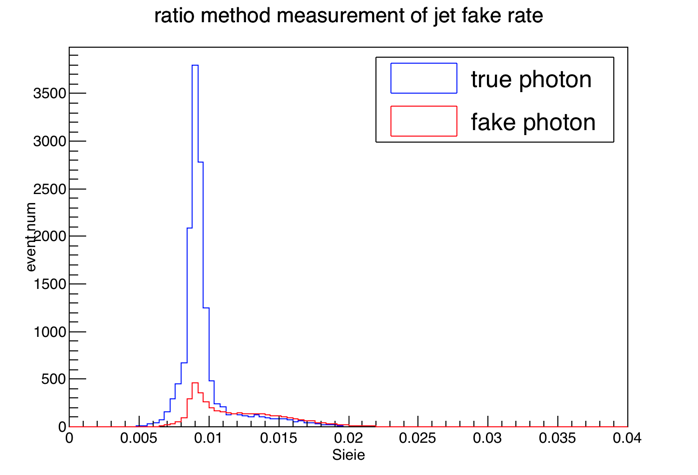 ratio method measurement of jet fake rate
true photon
fake photon
3500
3000
2500
2000
1500
1000
500
0
event num
0 0.005 0.01 0.015 0.02 0.025 0.03 0.035 0.04
Sieie